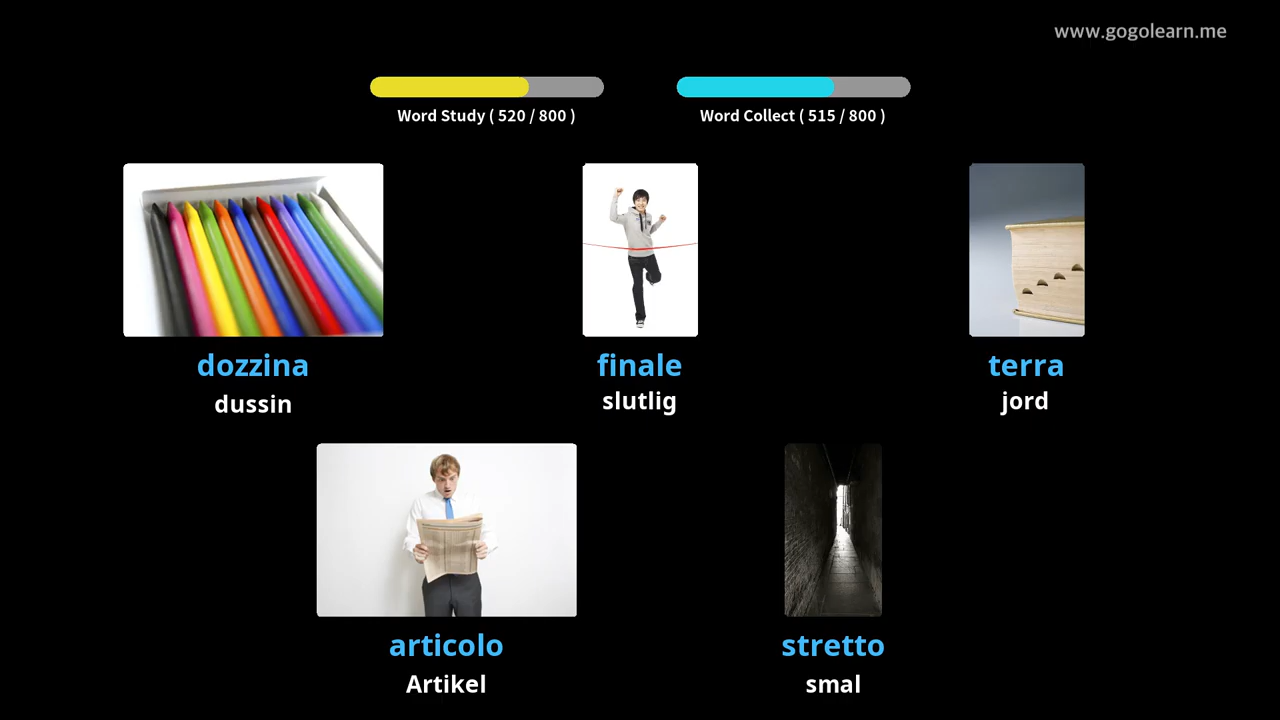 www.gogolearn.me
Word Study ( 520 / 800 )
Word Collect ( 515 / 800 )
dozzina
dussin
finale
slutlig
terra
jord
articolo
Artikel
stretto
smal